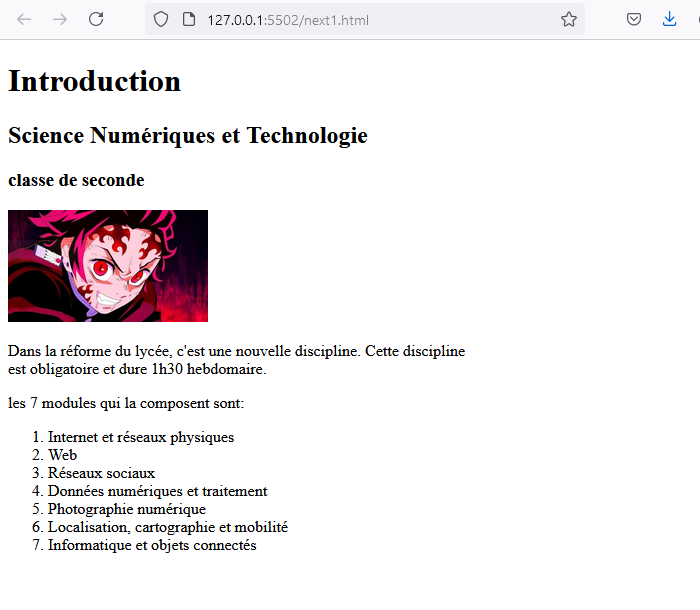 127.0.0.1:5502/next1.html
Introduction
Science Numériques et Technologie
classe de seconde
Dans la réforme du lycée, c'est une nouvelle discipline. Cette discipline
est obligatoire et dure 1h30 hebdomaire.
les 7 modules qui la composent sont:
1. Internet et réseaux physiques
2. Web
3. Réseaux sociaux
4. Données numériques et traitement
5. Photographie numérique
6. Localisation, cartographie et mobilité
7. Informatique et objets connectés